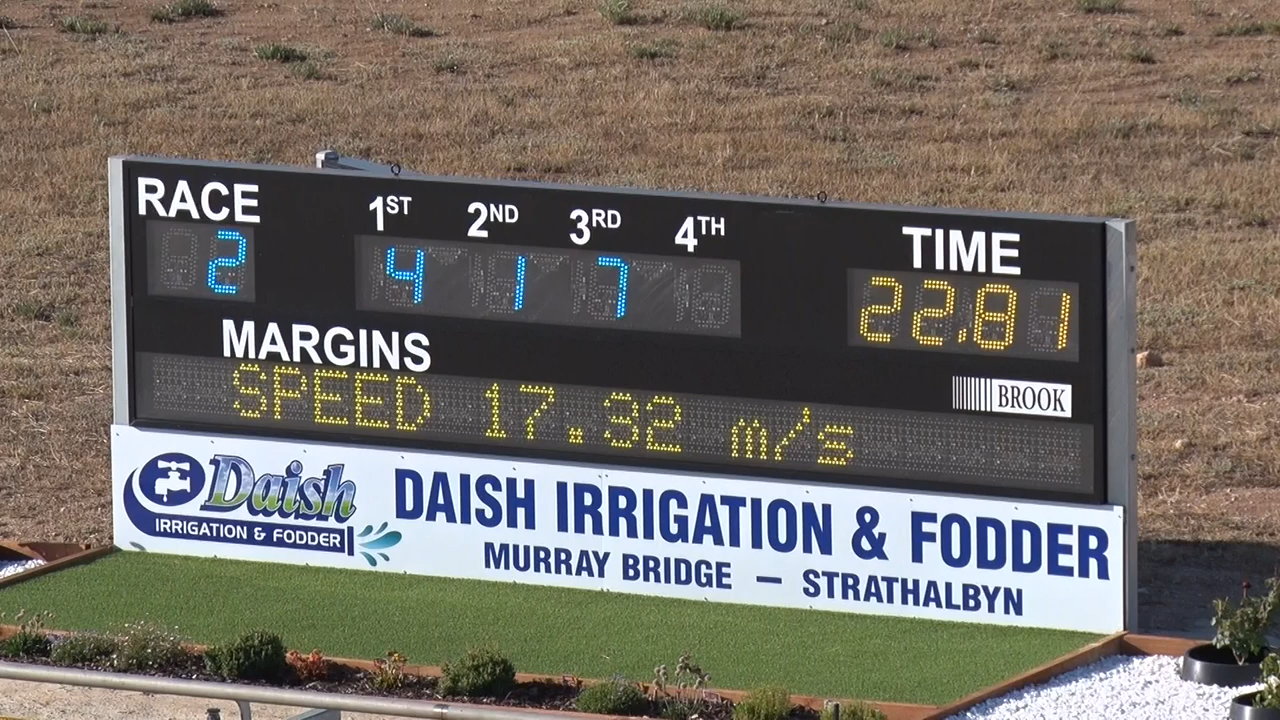 RACE 1ST 2ND 3RD 4TH TIME
2 4 1 7 22.81
MARGINS
BROOK
SPEED 17.92 m/s
Daish
IRRIGATION & FODDER
DAISH IRRIGATION & FODDER
MURRAY BRIDGE — STRATHALBYN